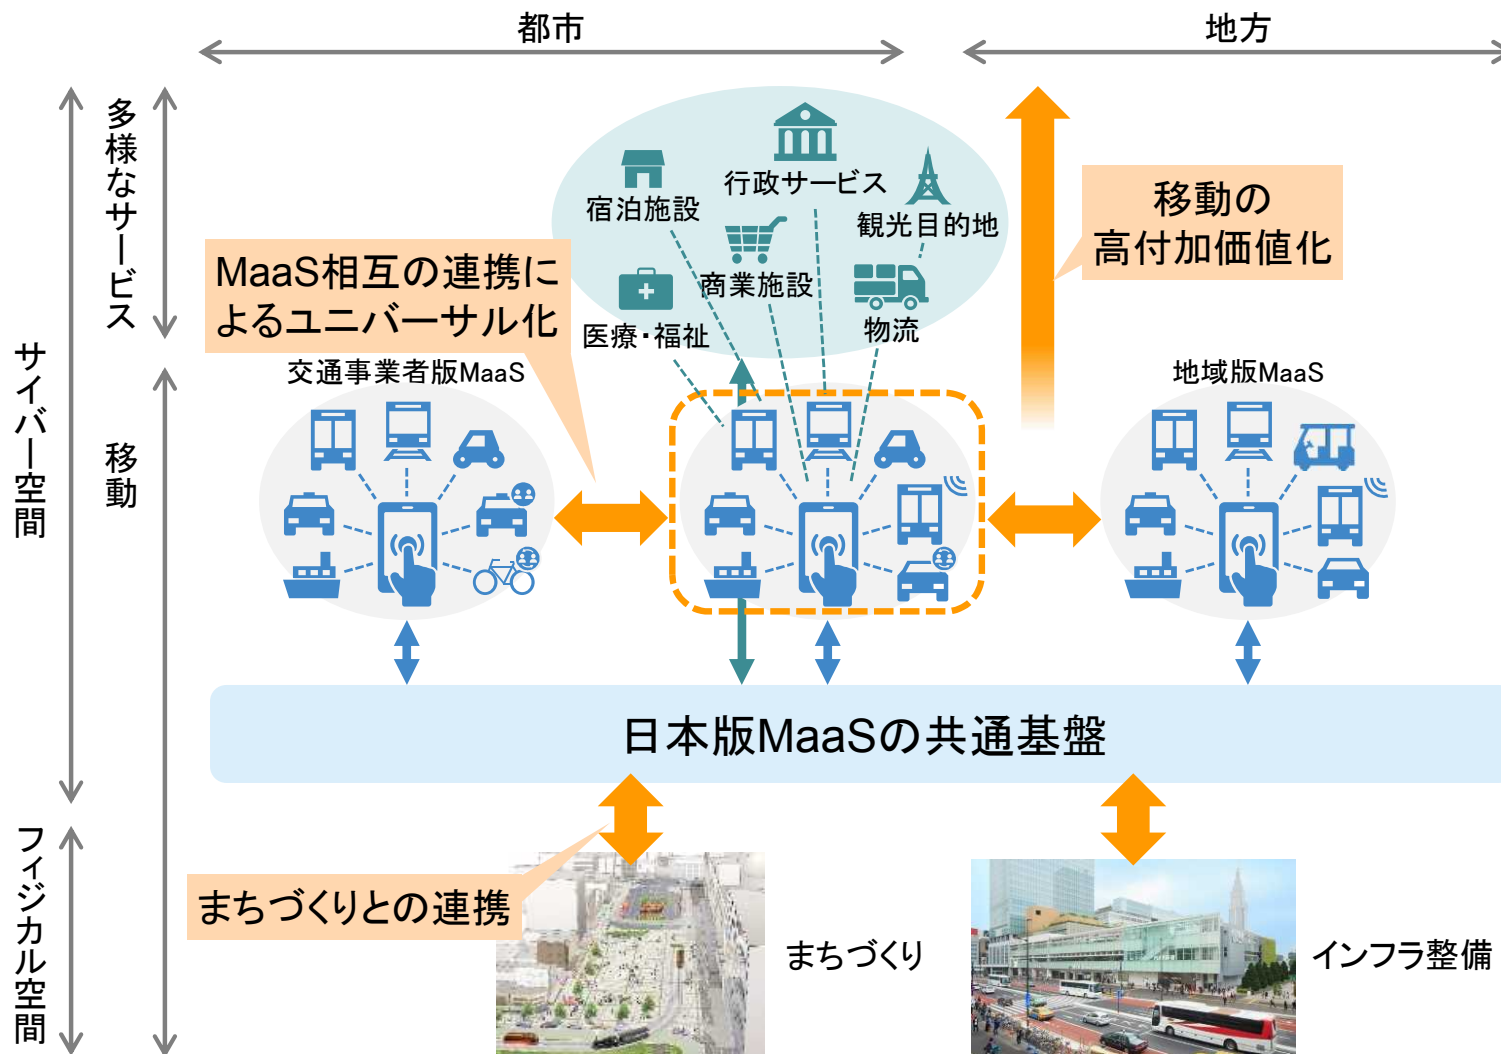 都市
地方
多様なサービス
サイバー空間
移動
フィジカル空間
行政サービス
宿泊施設
観光目的地
商業施設
医療・福祉
物流
移動の
高付加価値化
MaaS相互の連携に
よるユニバーサル化
交通事業者版MaaS
地域版MaaS
日本版MaaSの共通基盤
まちづくりとの連携
まちづくり
インフラ整備